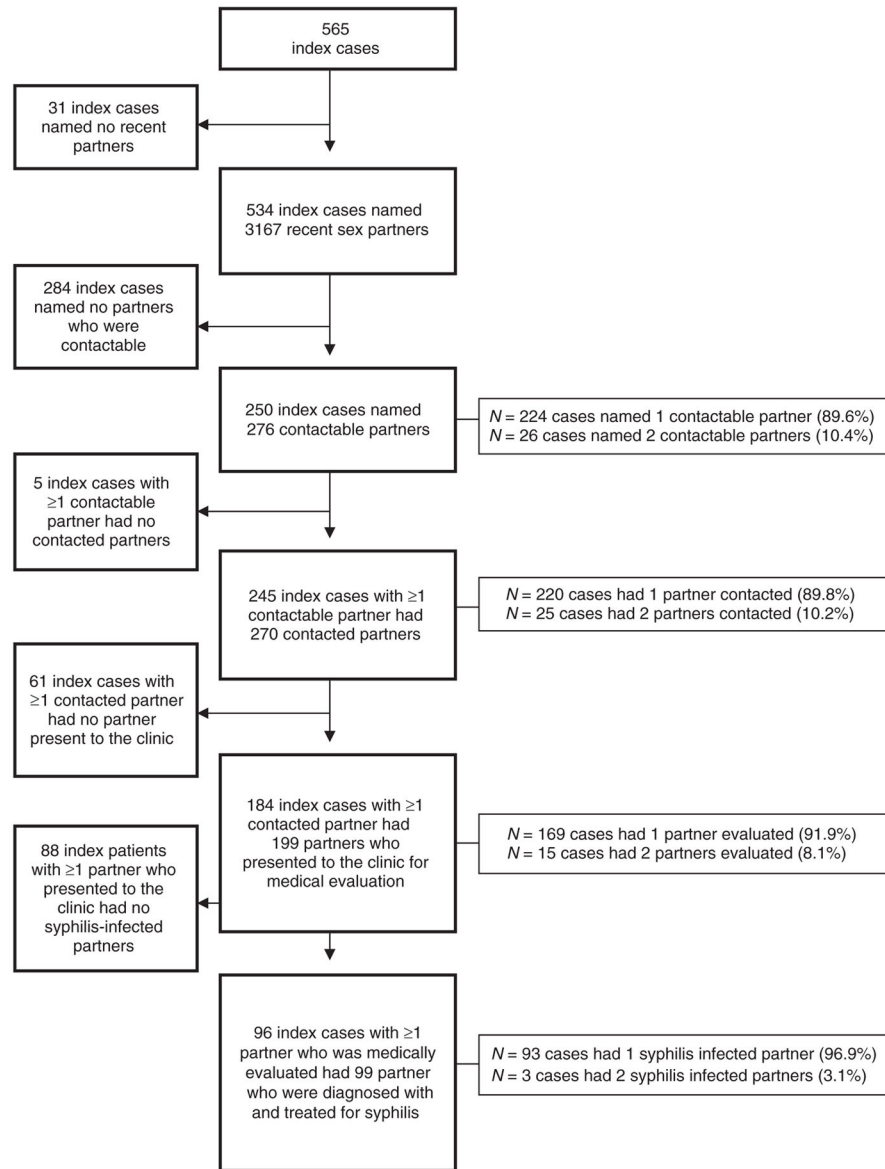 565
index cases
31 index cases
named no recent
partners
534 index cases named
3167 recent sex partners
284 index cases
named no partners
who were
contactable
250 index cases named
276 contactable partners
N = 224 cases named 1 contactable partner (89.6%)
N = 26 cases named 2 contactable partners (10.4%)
5 index cases with
≥1 contactable
partner had no
contacted partners
245 index cases with ≥1
contactable partner had
270 contacted partners
N = 220 cases had 1 partner contacted (89.8%)
N = 25 cases had 2 partners contacted (10.2%)
61 index cases with
≥1 contacted partner
had no partner
present to the clinic
184 index cases with ≥1
contacted partner had
199 partners who
presented to the clinic for
medical evaluation
N = 169 cases had 1 partner evaluated (91.9%)
N = 15 cases had 2 partners evaluated (8.1%)
88 index patients
with ≥1 partner who
presented to the
clinic had no
syphilis-infected
partners
96 index cases with ≥1
partner who was medically
evaluated had 99 partner
who were diagnosed with
and treated for syphilis
N = 93 cases had 1 syphilis infected partner (96.9%)
N = 3 cases had 2 syphilis infected partners (3.1%)